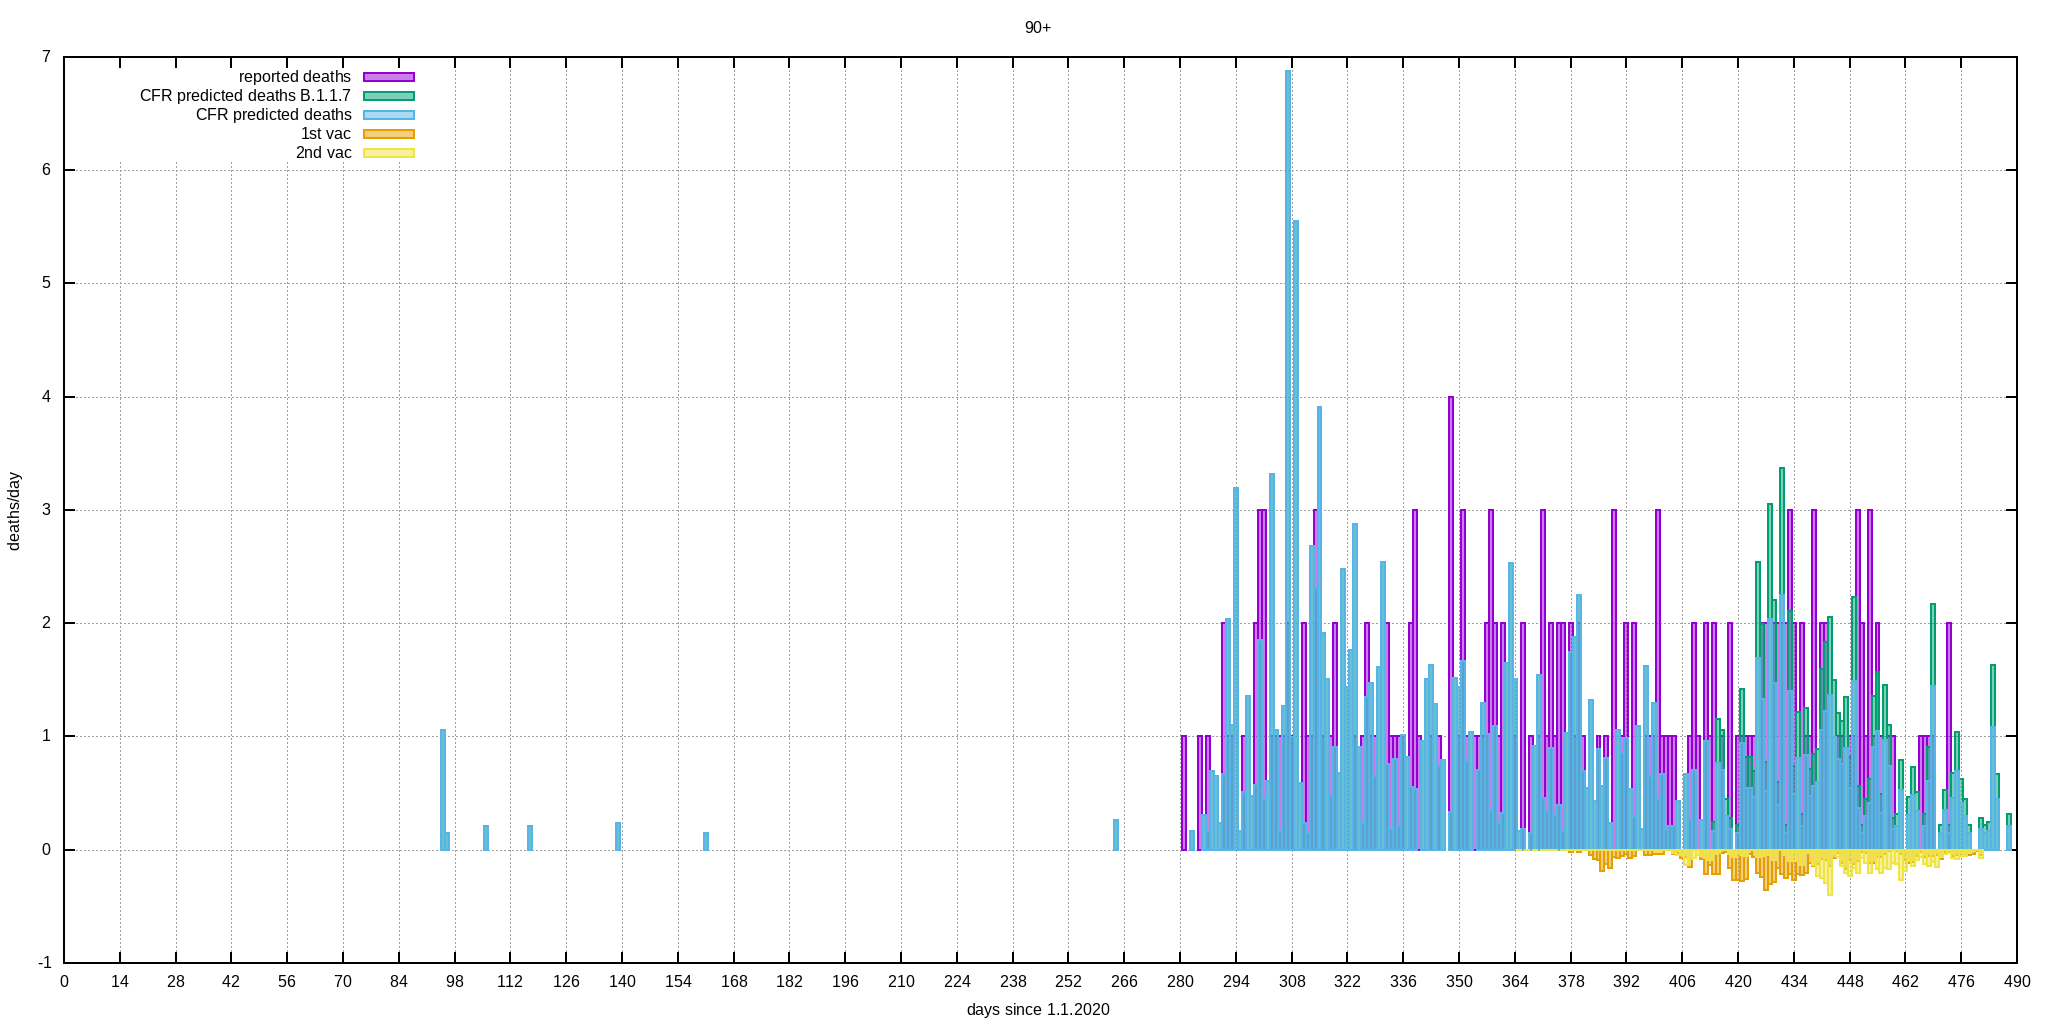 90+
7
reported deaths
CFR predicted deaths B.1.1.7
CFR predicted deaths
1st vac
2nd vac
6
5
4
3
2
1
0
-1
0 14 28 42 56 70 84 98 112 126 140 154 168 182 196 210 224 238 252 266 280 294 308 322 336 350 364 378 392 406 420 434 448 462 476 490
deaths/day
days since 1.1.2020